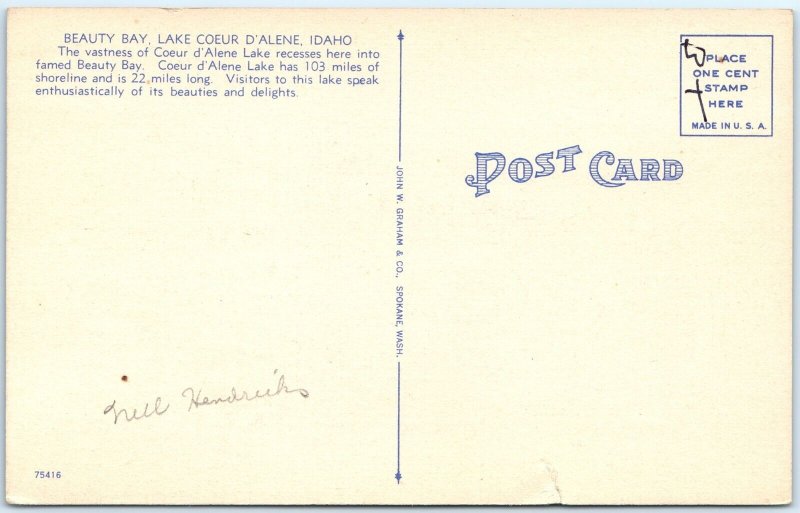 BEAUTY BAY, LAKE COEUR D'ALENE, IDAHO
The vastness of Coeur d'Alene Lake recesses here into
famed Beauty Bay. Coeur d'Alene Lake has 103 miles of
shoreline and is 22 miles long. Visitors to this lake speak
enthusiastically of its beauties and delights.
JOHN W. GRAHAM & CO., SPOKANE, WASH.
PLACE
ONE CENT
STAMP
HERE
MADE IN U. S. A.
POST CARD
Nell Hendricks
75416